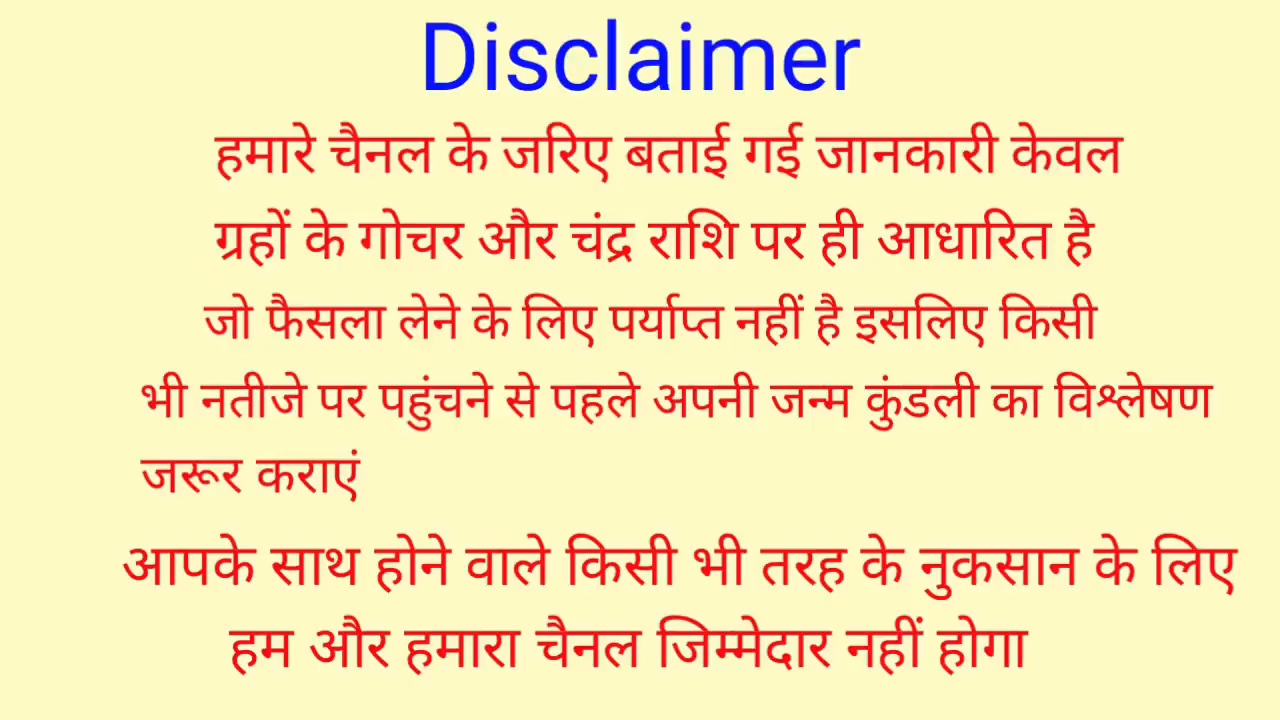 Disclaimer
हमारे चैनल के जरिए बताई गई जानकारी केवल
ग्रहों के गोचर और चंद्र राशि पर ही आधारित है
जो फैसला लेने के लिए पर्याप्त नहीं है इसलिए किसी
भी नतीजे पर पहुंचने से पहले अपनी जन्म कुंडली का विश्लेषण
जरूर कराएं
आपके साथ होने वाले किसी भी तरह के नुकसान के लिए
हम और हमारा चैनल जिम्मेदार नहीं होगा